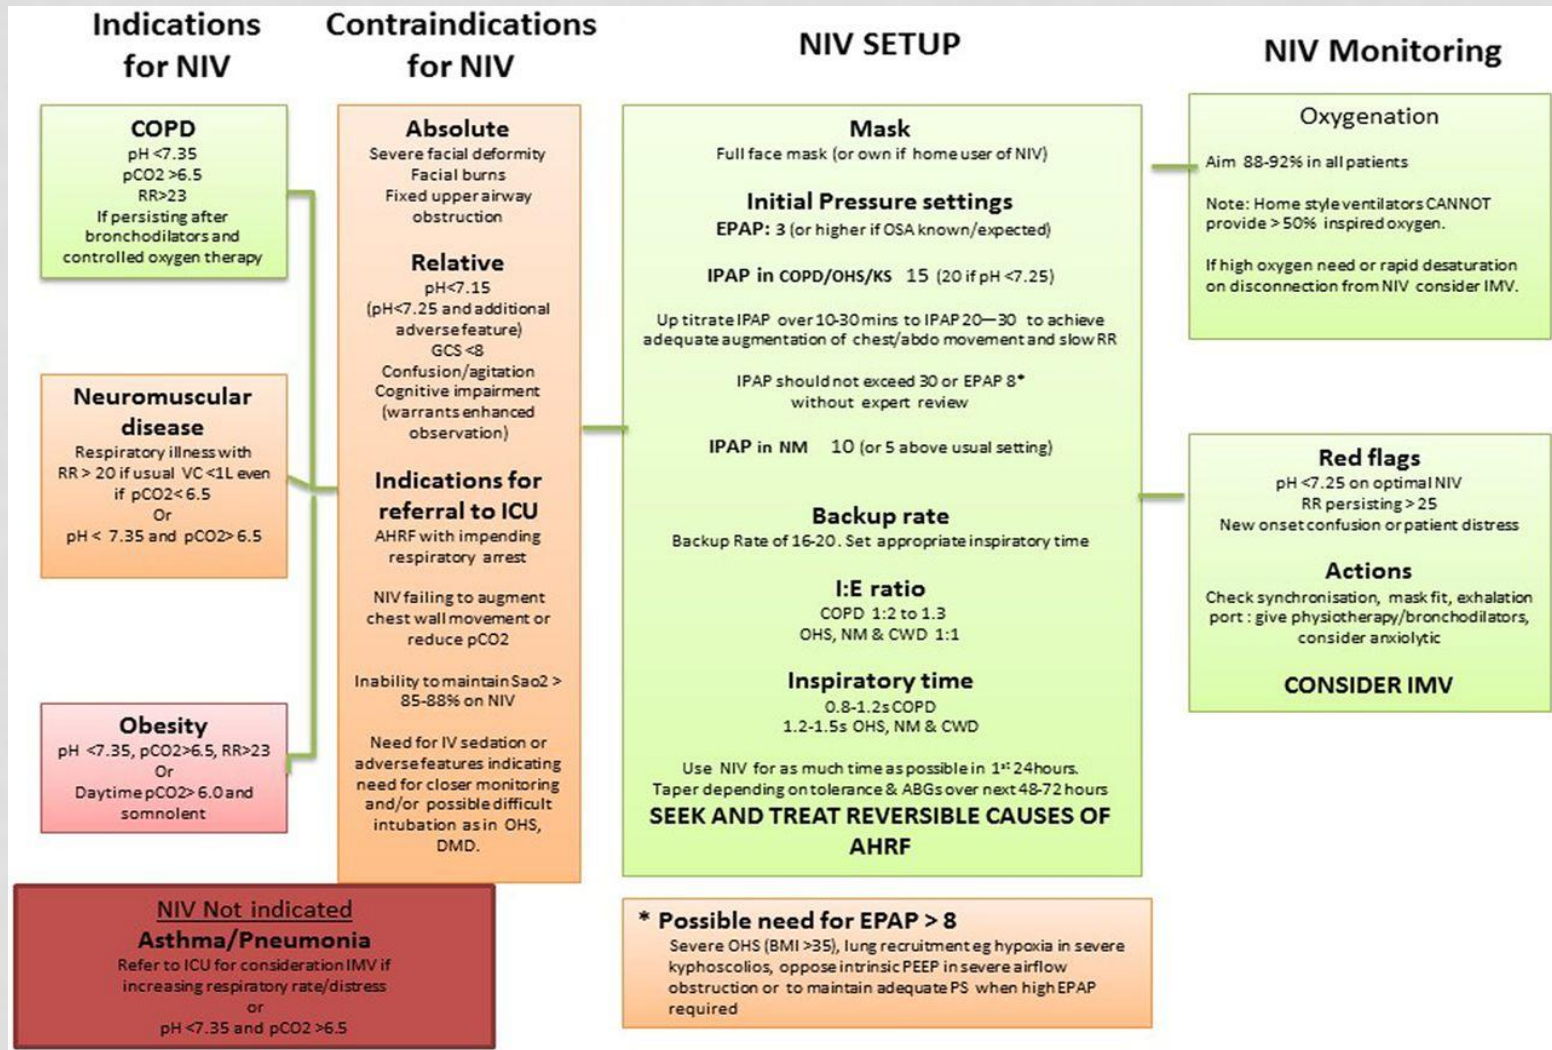 Indications
for NIV
COPD
pH <7.35
pCO2 >6.5
RR>23
If persisting after
bronchodilators and
controlled oxygen therapy
Neuromuscular
disease
Respiratory illness with
RR > 20 if usual VC <1L even
if pCO2< 6.5
Or
pH < 7.35 and pCO2> 6.5
Obesity
pH <7.35, pCO2>6.5, RR>23
Or
Daytime pCO2> 6.0 and
somnolent
NIV Not indicated
Asthma/Pneumonia
Refer to ICU for consideration IMV if
increasing respiratory rate/distress
or
pH <7.35 and pCO2 >6.5
Contraindications
for NIV
Absolute
Severe facial deformity
Facial burns
Fixed upper airway
obstruction
Relative
pH<7.15
(pH<7.25 and additional
adverse feature)
GCS <8
Confusion/agitation
Cognitive impairment
(warrants enhanced
observation)
Indications for
referral to ICU
AHRF with impending
respiratory arrest
NIV failing to augment
chest wall movement or
reduce pCO2
Inability to maintain Sao2 >
85-88% on NIV
Need for IV sedation or
adverse features indicating
need for closer monitoring
and/or possible difficult
intubation as in OHS,
DMD.
NIV SETUP
Mask
Full face mask (or own if home user of NIV)
Initial Pressure settings
EPAP: 3 (or higher if OSA known/expected)
IPAP in COPD/OHS/KS 15 (20 if pH <7.25)
Up titrate IPAP over 10-30 mins to IPAP 20—30 to achieve
adequate augmentation of chest/abdo movement and slow RR
IPAP should not exceed 30 or EPAP 8*
without expert review
IPAP in NM 10 (or 5 above usual setting)
Backup rate
Backup Rate of 16-20. Set appropriate inspiratory time
I:E ratio
COPD 1:2 to 1.3
OHS, NM & CWD 1:1
Inspiratory time
0.8-1.2s COPD
1.2-1.5s OHS, NM & CWD
Use NIV for as much time as possible in 1st 24hours.
Taper depending on tolerance & ABGs over next 48-72 hours
SEEK AND TREAT REVERSIBLE CAUSES OF
AHRF
* Possible need for EPAP > 8
Severe OHS (BMI >35), lung recruitment eg hypoxia in severe
kyphoscolios, oppose intrinsic PEEP in severe airflow
obstruction or to maintain adequate PS when high EPAP
required
NIV Monitoring
Oxygenation
Aim 88-92% in all patients
Note: Home style ventilators CANNOT
provide > 50% inspired oxygen.
If high oxygen need or rapid desaturation
on disconnection from NIV consider IMV.
Red flags
pH <7.25 on optimal NIV
RR persisting > 25
New onset confusion or patient distress
Actions
Check synchronisation, mask fit, exhalation
port : give physiotherapy/bronchodilators,
consider anxiolytic
CONSIDER IMV